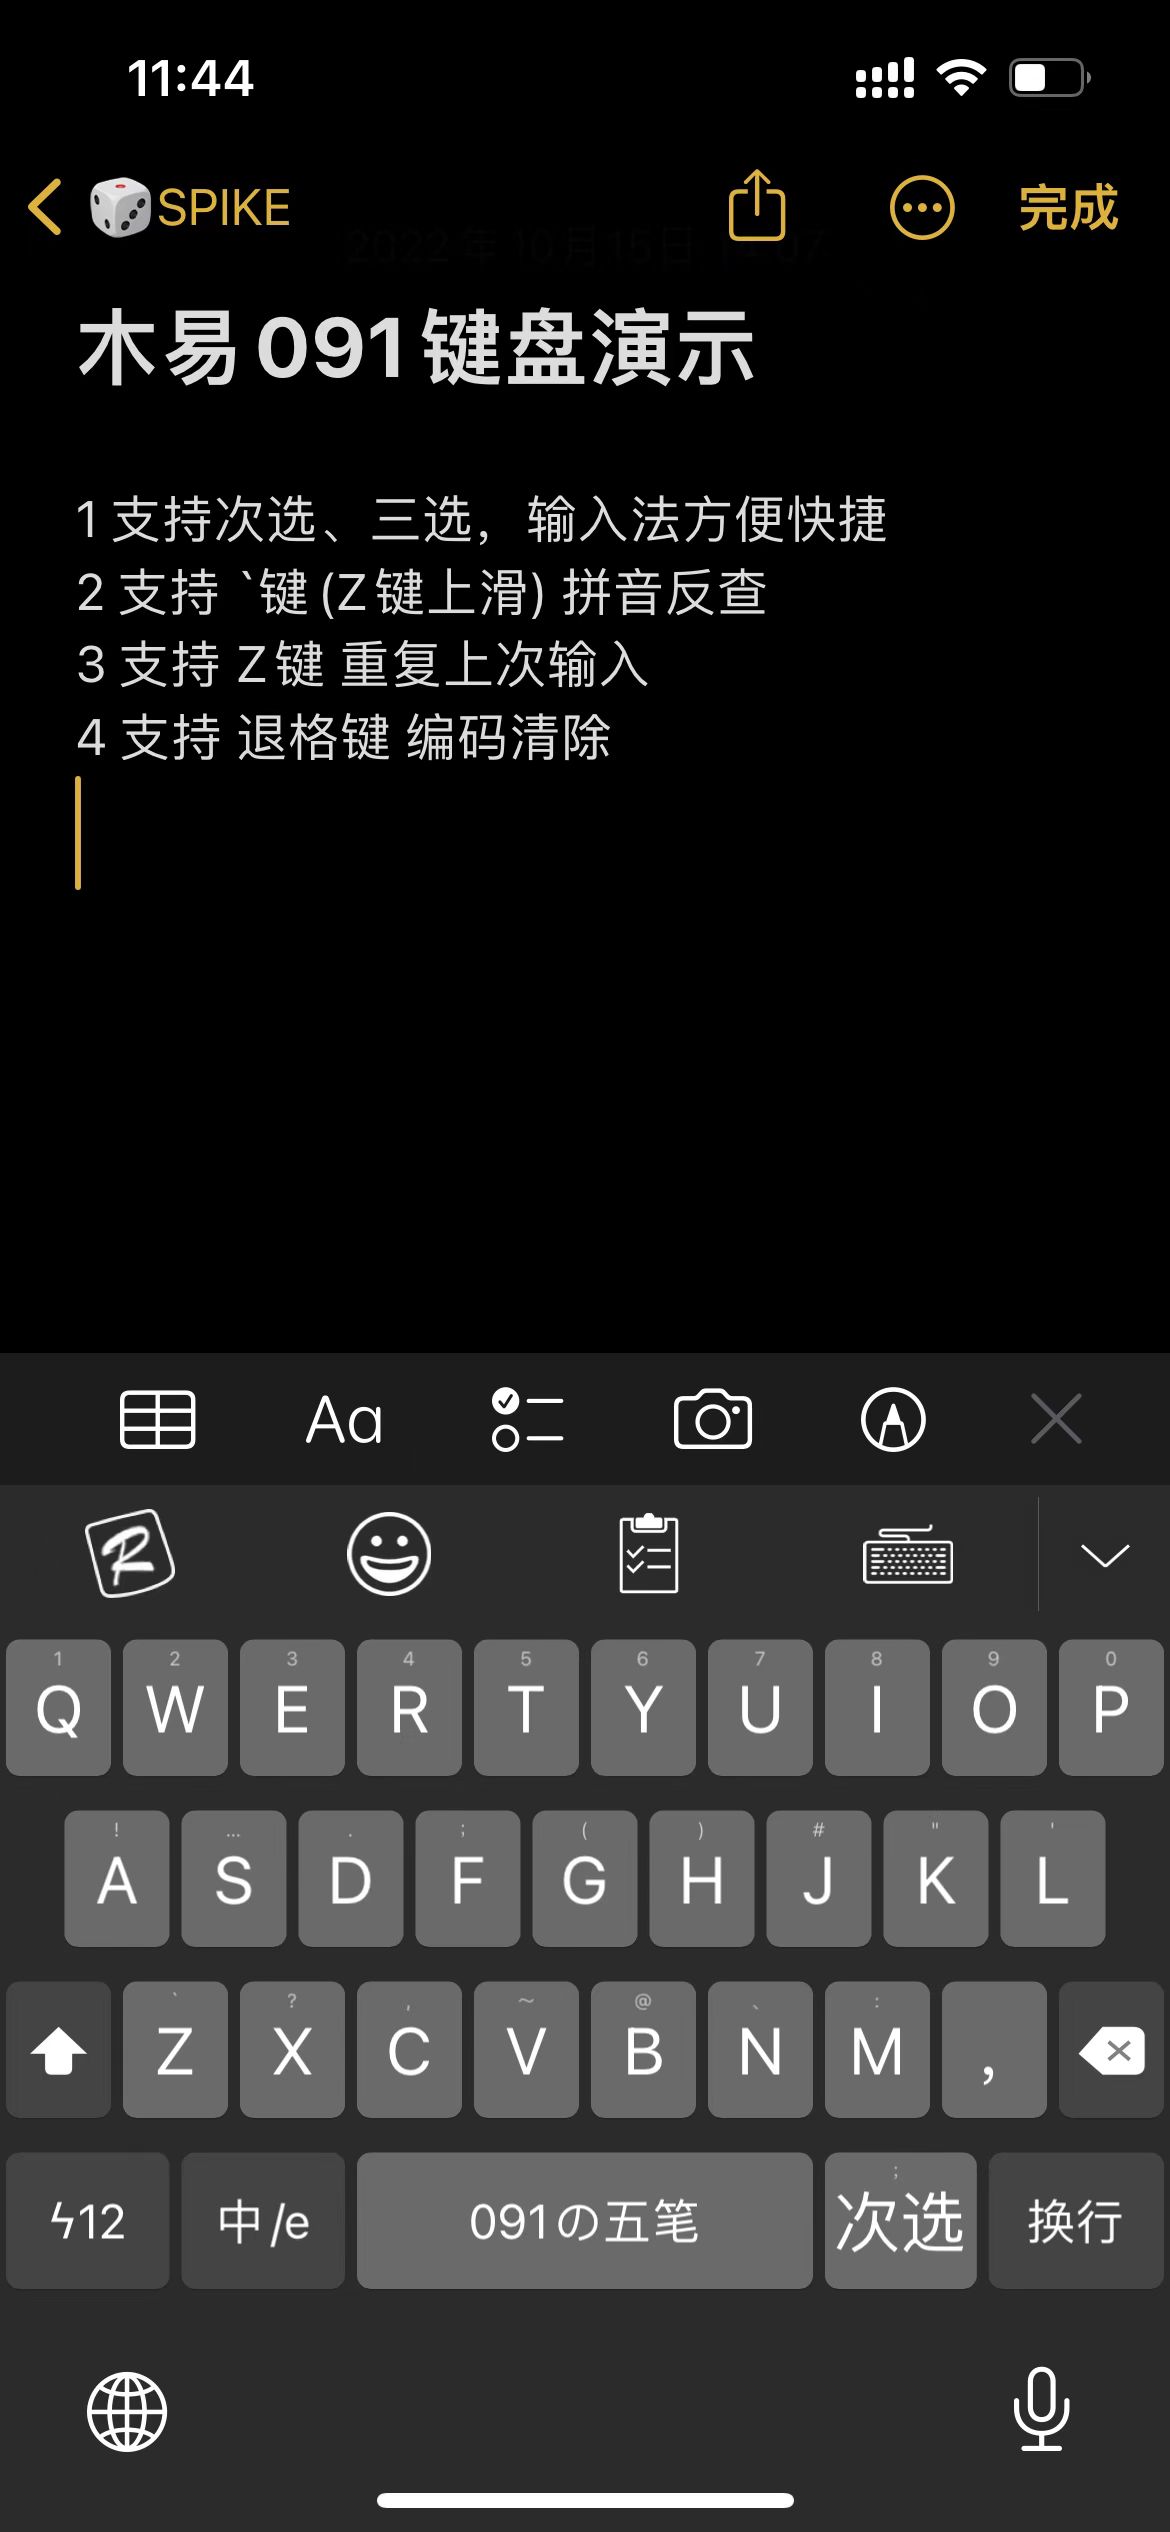 11:44
SPIKE
完成
2022年10月15日 14:07
木易091键盘演示
1 支持次选、三选，输入法方便快捷
2 支持 `键 (Z键上滑) 拼音反查
3 支持 Z键 重复上次输入
4 支持 退格键 编码清除
Aa
R
1 2 3 4 5 6 7 8 9 0
Q W E R T Y U I O P
! … . ; ( ) # " '
A S D F G H J K L
` ? , ~ @ 、 :
Z X C V B N M ，
;
ϟ12 中/e 091の五笔 次选 换行